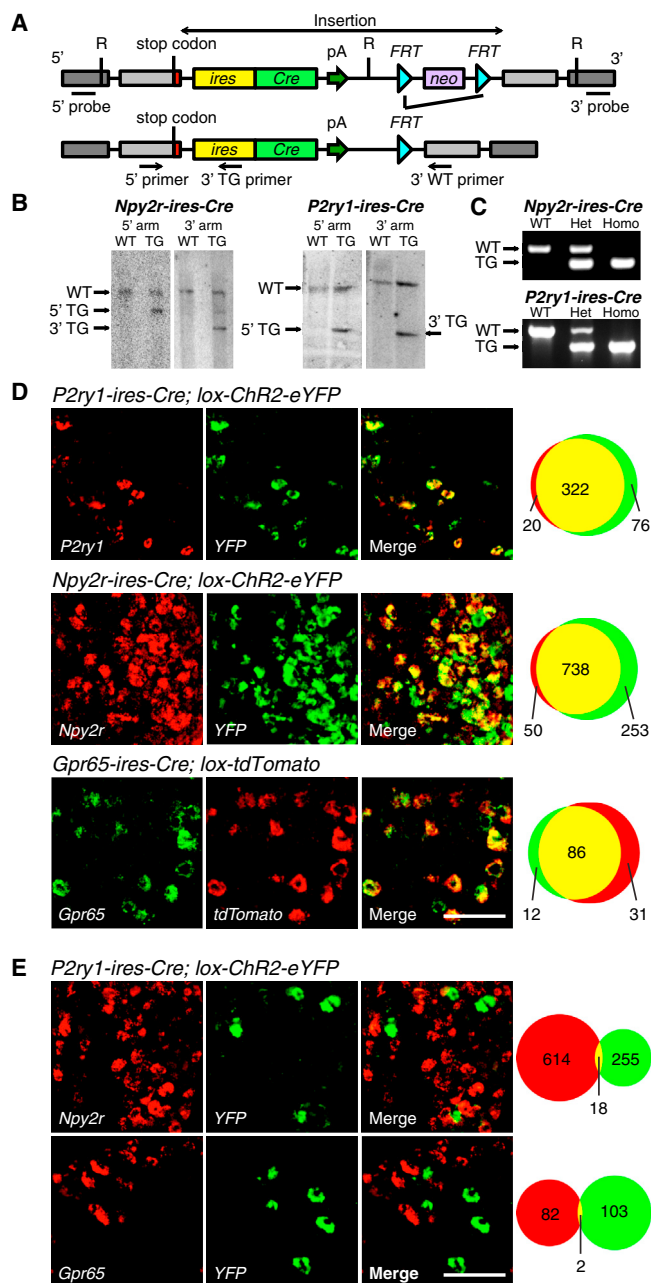 A
Insertion
5' R stop codon pA R FRT FRT R 3'
ires Cre neo
5' probe 3' probe
stop codon pA FRT
ires Cre
5' primer 3' TG primer 3' WT primer
B
Npy2r-ires-Cre
5' arm 3' arm
WT TG WT TG
WT
5' TG
3' TG
P2ry1-ires-Cre
5' arm 3' arm
WT TG WT TG
WT
5' TG
3' TG
C
Npy2r-ires-Cre
WT Het Homo
WT
TG
P2ry1-ires-Cre
WT Het Homo
WT
TG
D
P2ry1-ires-Cre; lox-ChR2-eYFP
P2ry1 YFP Merge
322
20 76
Npy2r-ires-Cre; lox-ChR2-eYFP
Npy2r YFP Merge
738
50 253
Gpr65-ires-Cre; lox-tdTomato
Gpr65 tdTomato Merge
86
12 31
E
P2ry1-ires-Cre; lox-ChR2-eYFP
Npy2r YFP Merge
614 255
18
Gpr65 YFP Merge
82 103
2